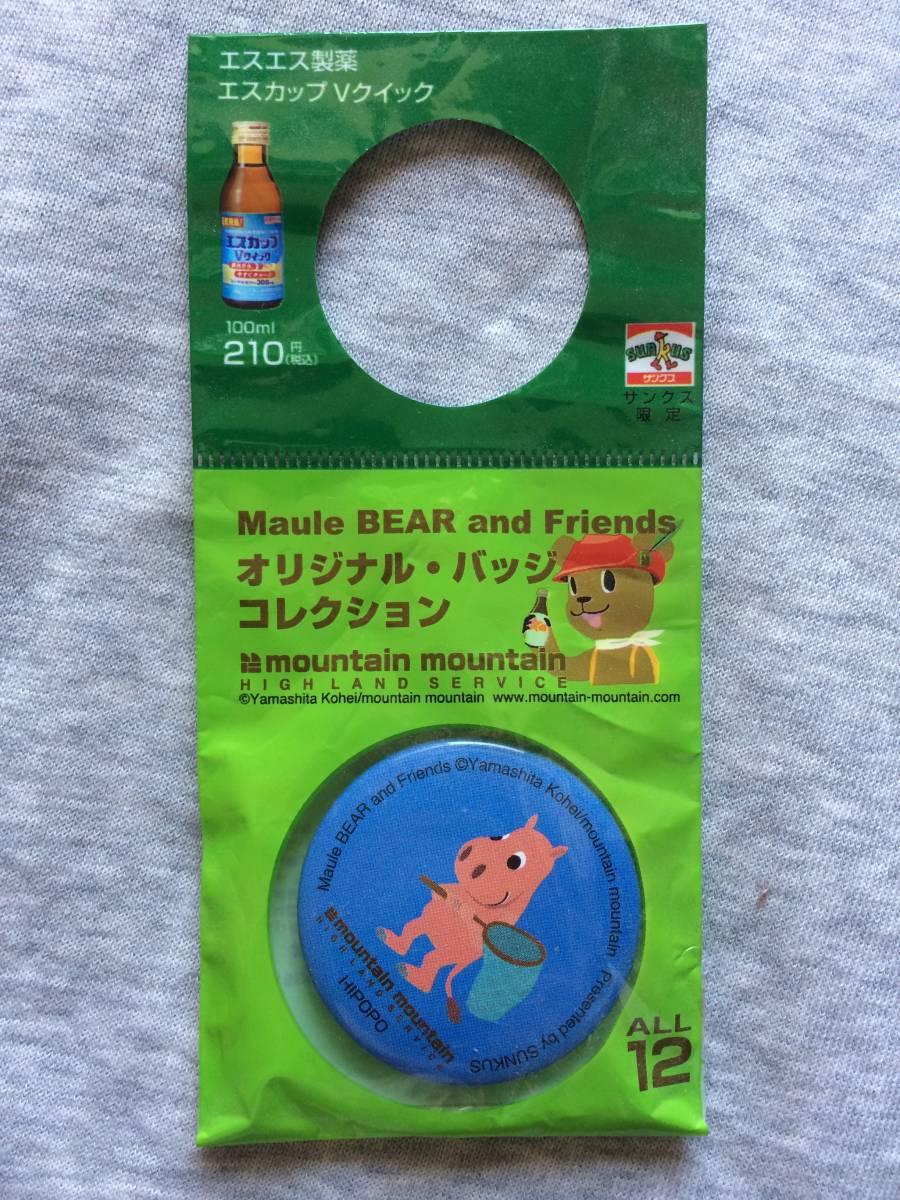 エスエス製薬
エスカップ Vクイック
エスカップ
Vクイック
100ml
210円(税込)
sunkus
サンクス
サンクス
限定
Maule BEAR and Friends
オリジナル・バッジ
コレクション
mountain mountain
HIGHLAND SERVICE
©Yamashita Kohei/mountain mountain www.mountain-mountain.com
Maule BEAR and Friends ©Yamashita Kohei/mountain mountain Presented by SUNKUS
mountain mountain
HIGHLAND SERVICE
HIPOPO
ALL
12